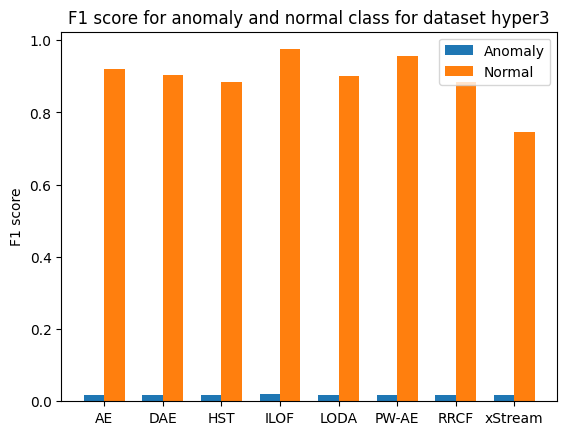 F1 score for anomaly and normal class for dataset hyper3
Anomaly
Normal
F1 score
1.0
0.8
0.6
0.4
0.2
0.0
AE DAE HST ILOF LODA PW-AE RRCF xStream